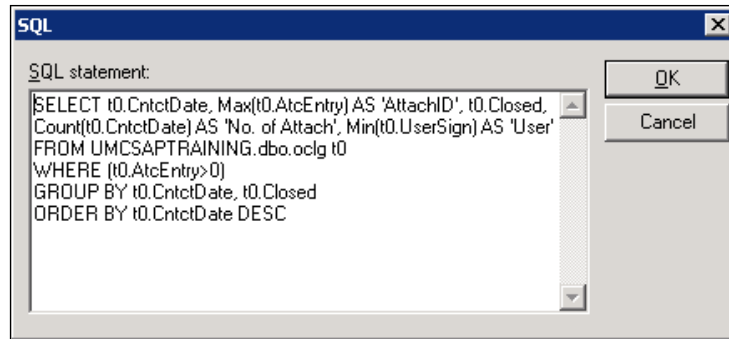 SQL
SQL statement:
SELECT t0.CntctDate, Max(t0.AtcEntry) AS 'AttachID', t0.Closed,
Count(t0.CntctDate) AS 'No. of Attach', Min(t0.UserSign) AS 'User'
FROM UMCSAPTRAINING.dbo.oclg t0
WHERE (t0.AtcEntry>0)
GROUP BY t0.CntctDate, t0.Closed
ORDER BY t0.CntctDate DESC
OK
Cancel